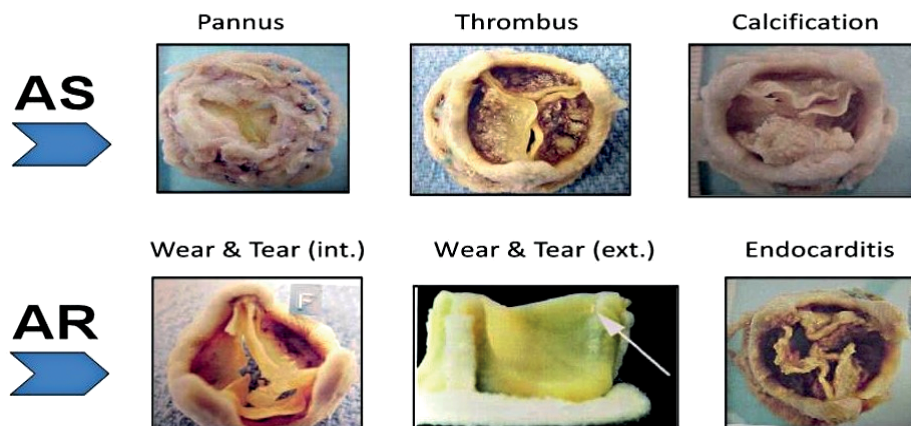 Pannus Thrombus Calcification
AS
Wear & Tear (int.) Wear & Tear (ext.) Endocarditis
F
AR